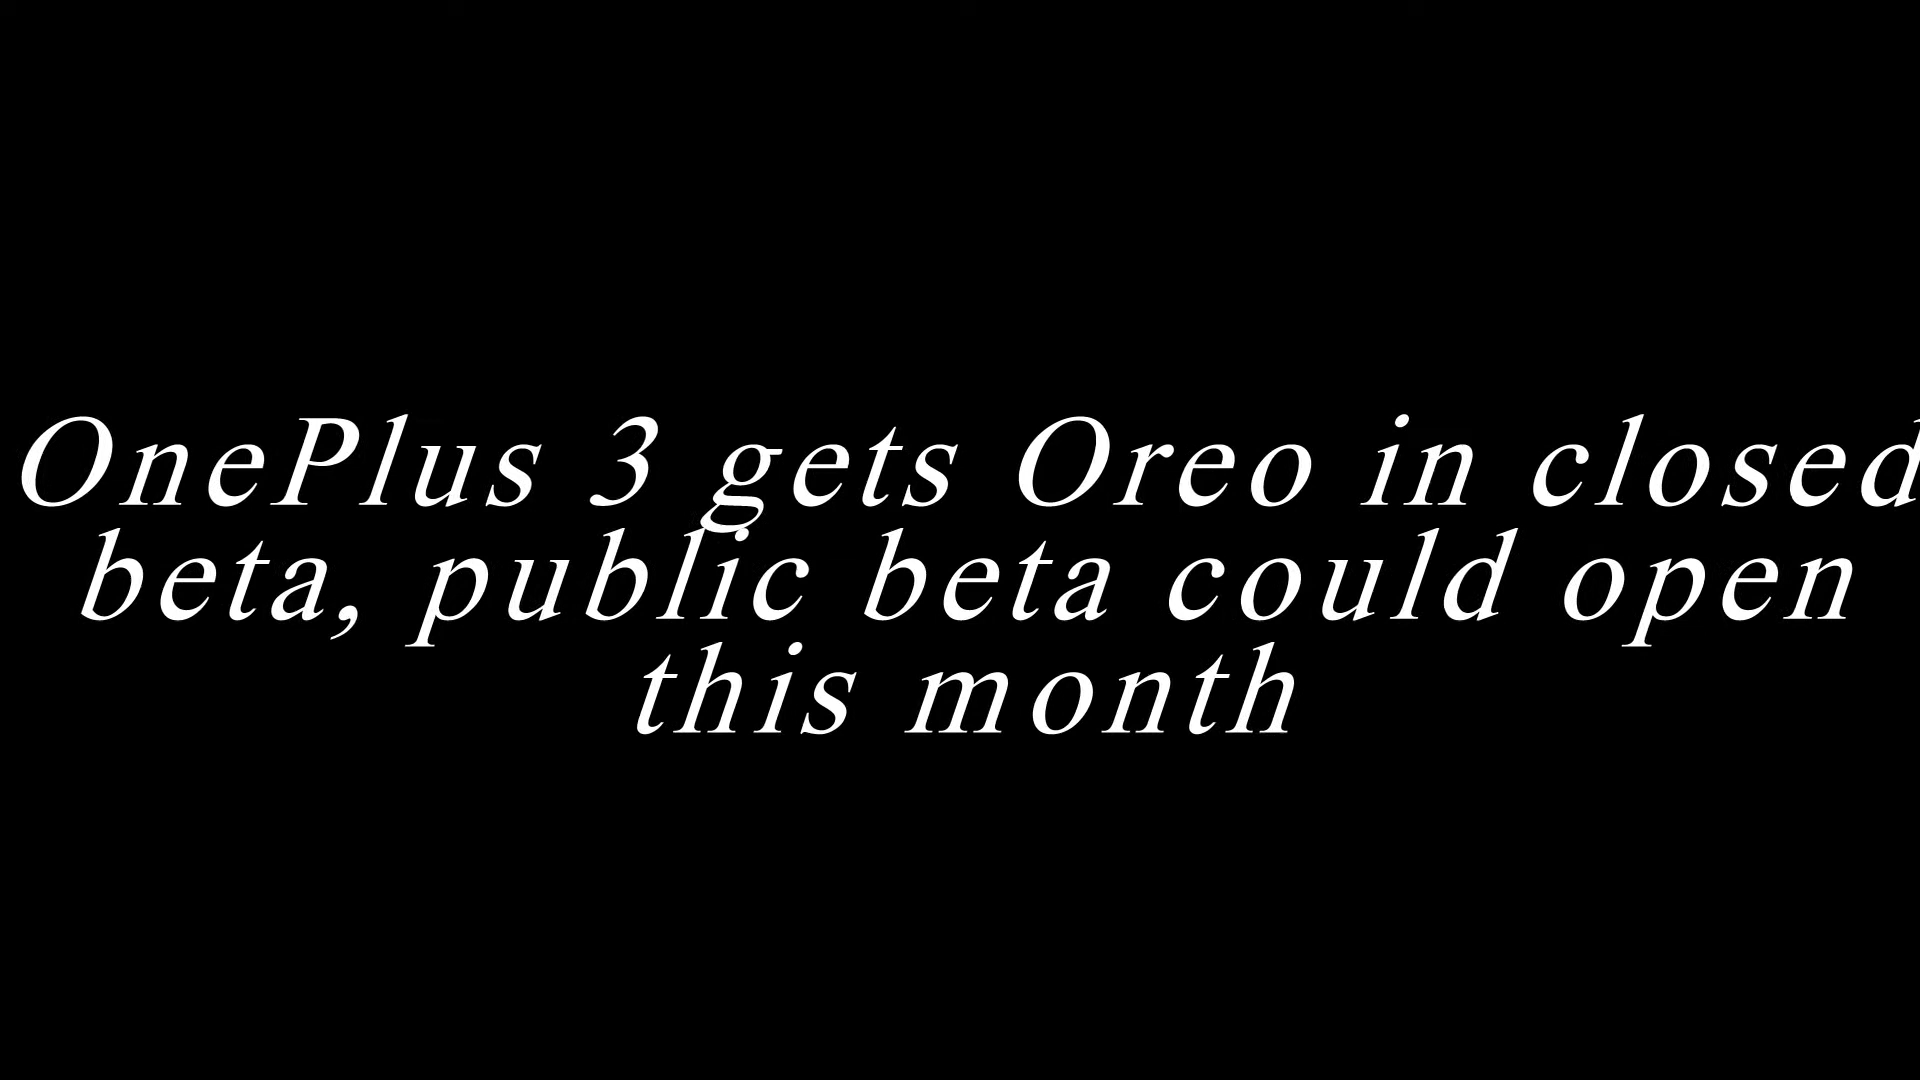 OnePlus 3 gets Oreo in closed
beta, public beta could open
this month